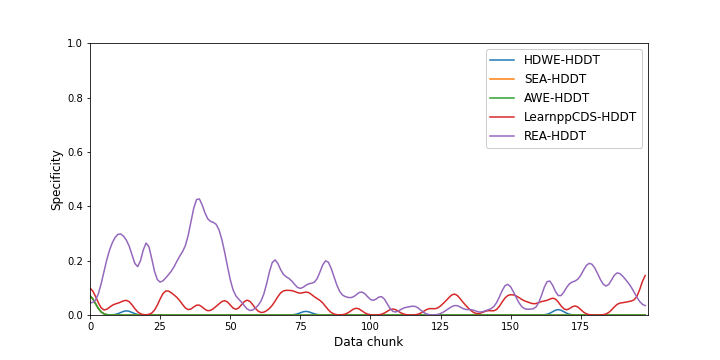 1.0
0.8
0.6
0.4
0.2
0.0
Specificity
HDWE-HDDT
SEA-HDDT
AWE-HDDT
LearnppCDS-HDDT
REA-HDDT
0 25 50 75 100 125 150 175
Data chunk